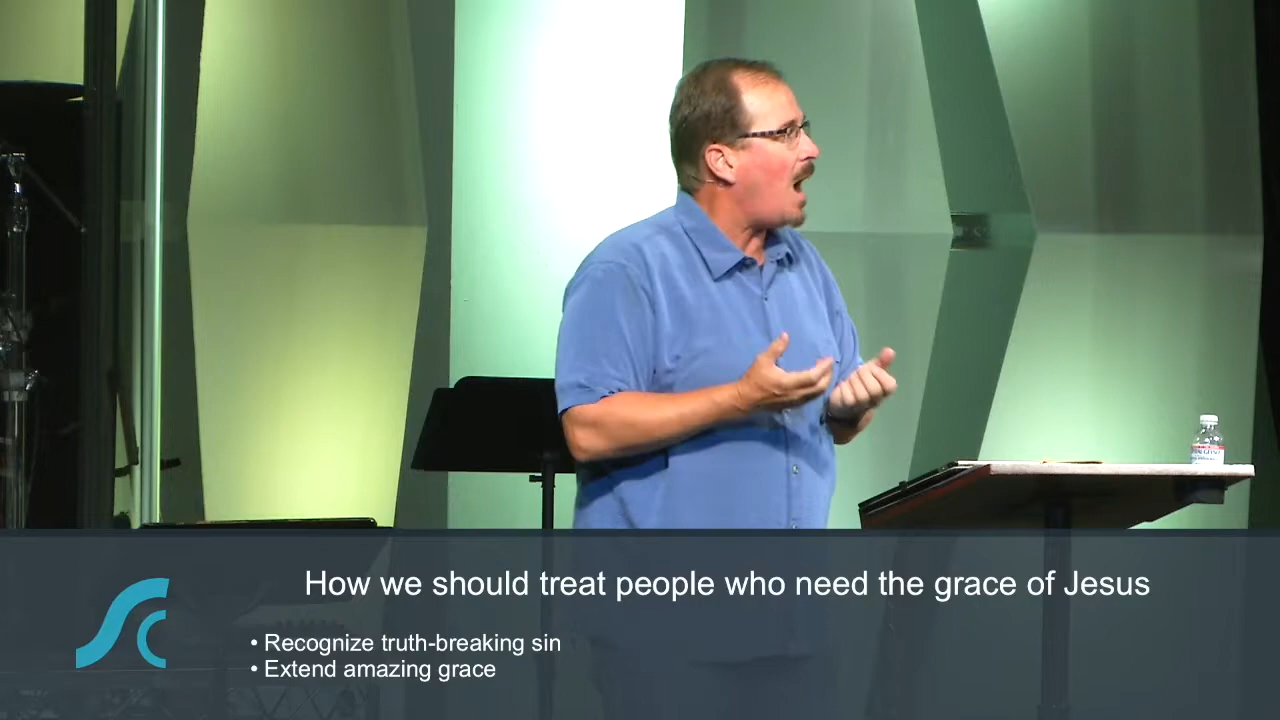 How we should treat people who need the grace of Jesus
• Recognize truth-breaking sin
• Extend amazing grace